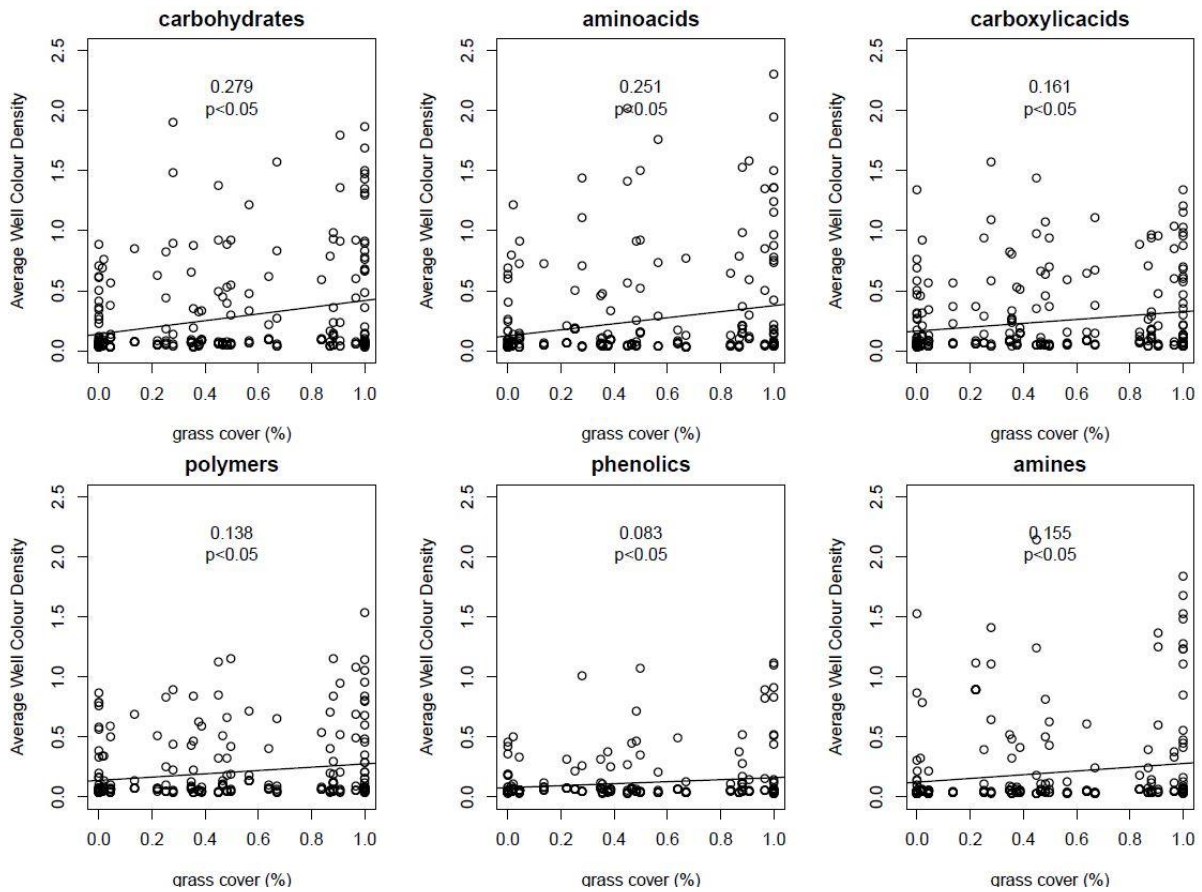 carbohydrates
aminoacids
carboxylicacids
Average Well Colour Density
2.5
2.0
1.5
1.0
0.5
0.0
0.279
p<0.05
0.0 0.2 0.4 0.6 0.8 1.0
grass cover (%)
Average Well Colour Density
2.5
2.0
1.5
1.0
0.5
0.0
0.251
p<0.05
0.0 0.2 0.4 0.6 0.8 1.0
grass cover (%)
Average Well Colour Density
2.5
2.0
1.5
1.0
0.5
0.0
0.161
p<0.05
0.0 0.2 0.4 0.6 0.8 1.0
grass cover (%)
polymers
phenolics
amines
Average Well Colour Density
2.5
2.0
1.5
1.0
0.5
0.0
0.138
p<0.05
0.0 0.2 0.4 0.6 0.8 1.0
grass cover (%)
Average Well Colour Density
2.5
2.0
1.5
1.0
0.5
0.0
0.083
p<0.05
0.0 0.2 0.4 0.6 0.8 1.0
grass cover (%)
Average Well Colour Density
2.5
2.0
1.5
1.0
0.5
0.0
0.155
p<0.05
0.0 0.2 0.4 0.6 0.8 1.0
grass cover (%)